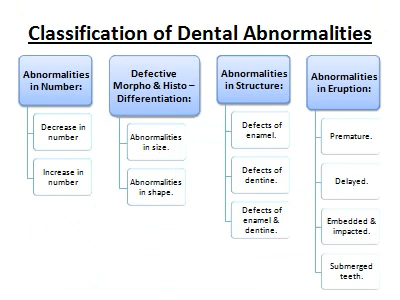 Classification of Dental Abnormalities
Abnormalities
in Number:
Decrease in
number
Increase in
number
Defective
Morpho & Histo –
Differentiation:
Abnormalities
in size.
Abnormalities
in shape.
Abnormalities
in Structure:
Defects of
enamel.
Defects of
dentine.
Defects of
enamel &
dentine.
Abnormalities
in Eruption:
Premature.
Delayed.
Embedded &
impacted.
Submerged
teeth.